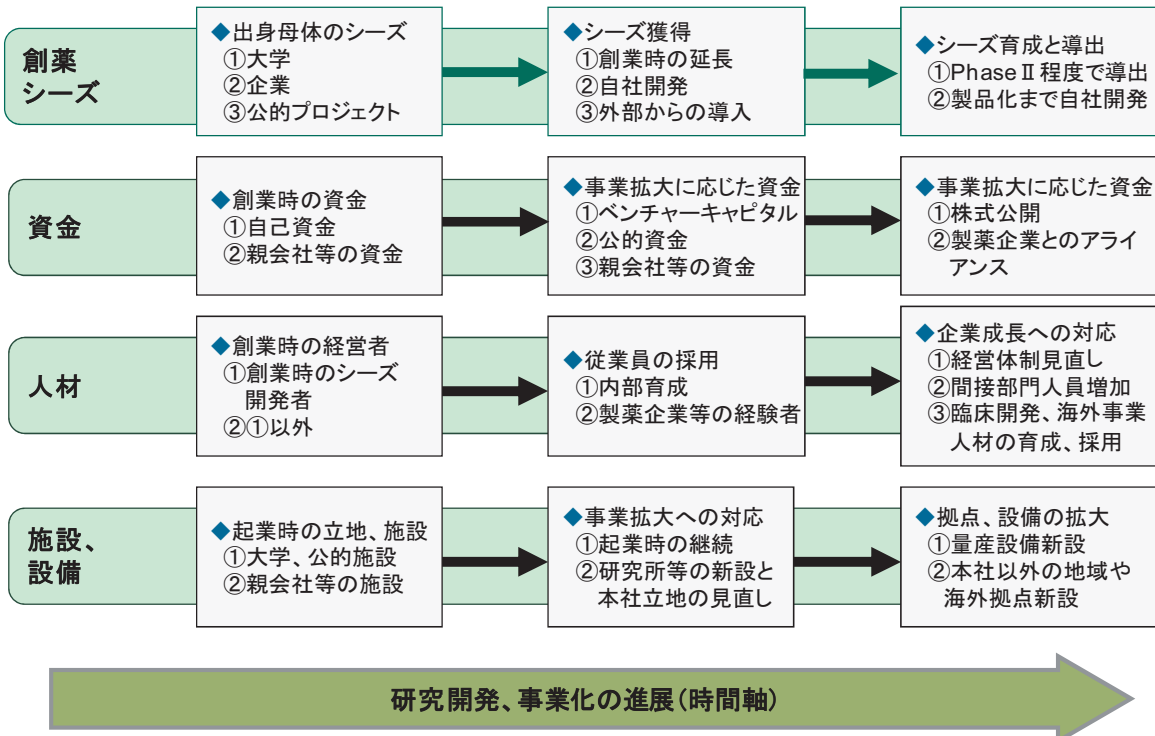 創薬
シーズ
◆出身母体のシーズ
①大学
②企業
③公的プロジェクト
◆シーズ獲得
①創業時の延長
②自社開発
③外部からの導入
◆シーズ育成と導出
①PhaseⅡ程度で導出
②製品化まで自社開発
資金
◆創業時の資金
①自己資金
②親会社等の資金
◆事業拡大に応じた資金
①ベンチャーキャピタル
②公的資金
③親会社等の資金
◆事業拡大に応じた資金
①株式公開
②製薬企業とのアライ
アンス
人材
◆創業時の経営者
①創業時のシーズ
開発者
②①以外
◆従業員の採用
①内部育成
②製薬企業等の経験者
◆企業成長への対応
①経営体制見直し
②間接部門人員増加
③臨床開発、海外事業
人材の育成、採用
施設、
設備
◆起業時の立地、施設
①大学、公的施設
②親会社等の施設
◆事業拡大への対応
①起業時の継続
②研究所等の新設と
本社立地の見直し
◆拠点、設備の拡大
①量産設備新設
②本社以外の地域や
海外拠点新設
研究開発、事業化の進展(時間軸)